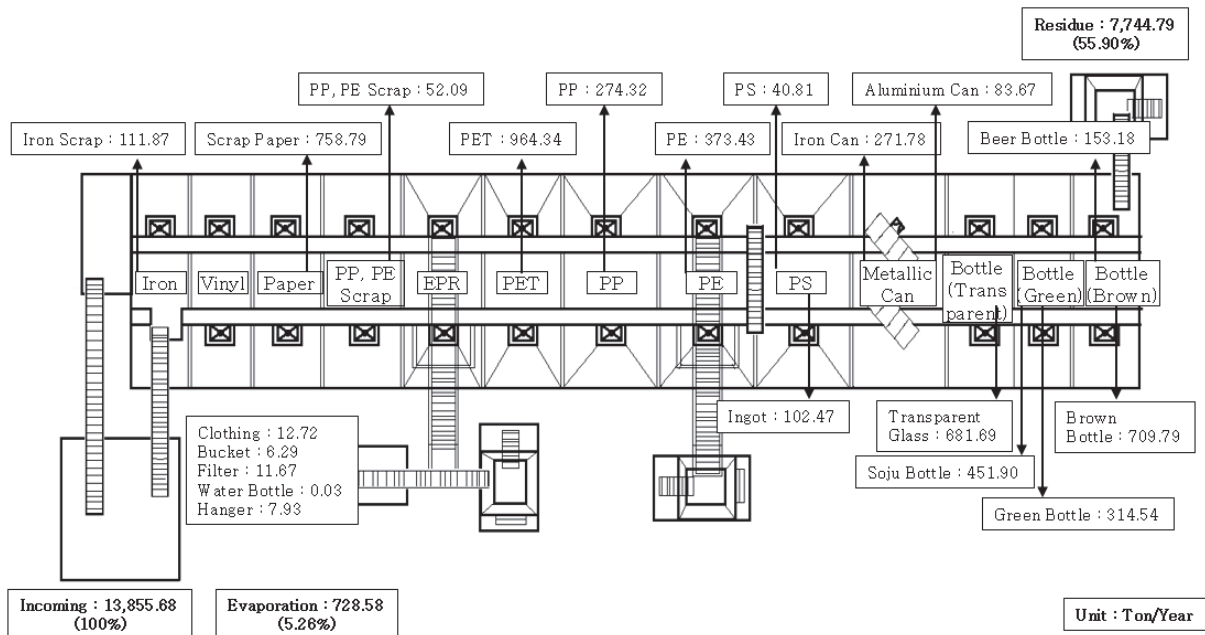 Residue : 7,744.79
(55.90%)
PP, PE Scrap : 52.09
PP : 274.32
PS : 40.81
Aluminium Can : 83.67
Iron Scrap : 111.87
Scrap Paper : 758.79
PET : 964.34
PE : 373.43
Iron Can : 271.78
Beer Bottle : 153.18
Iron
Vinyl
Paper
PP, PE
Scrap
EPR
PET
PP
PE
PS
Metallic
Can
Bottle
(Trans
parent)
Bottle
(Green)
Bottle
(Brown)
Clothing : 12.72
Bucket : 6.29
Filter : 11.67
Water Bottle : 0.03
Hanger : 7.93
Ingot : 102.47
Transparent
Glass : 681.69
Brown
Bottle : 709.79
Soju Bottle : 451.90
Green Bottle : 314.54
Incoming : 13,855.68
(100%)
Evaporation : 728.58
(5.26%)
Unit : Ton/Year